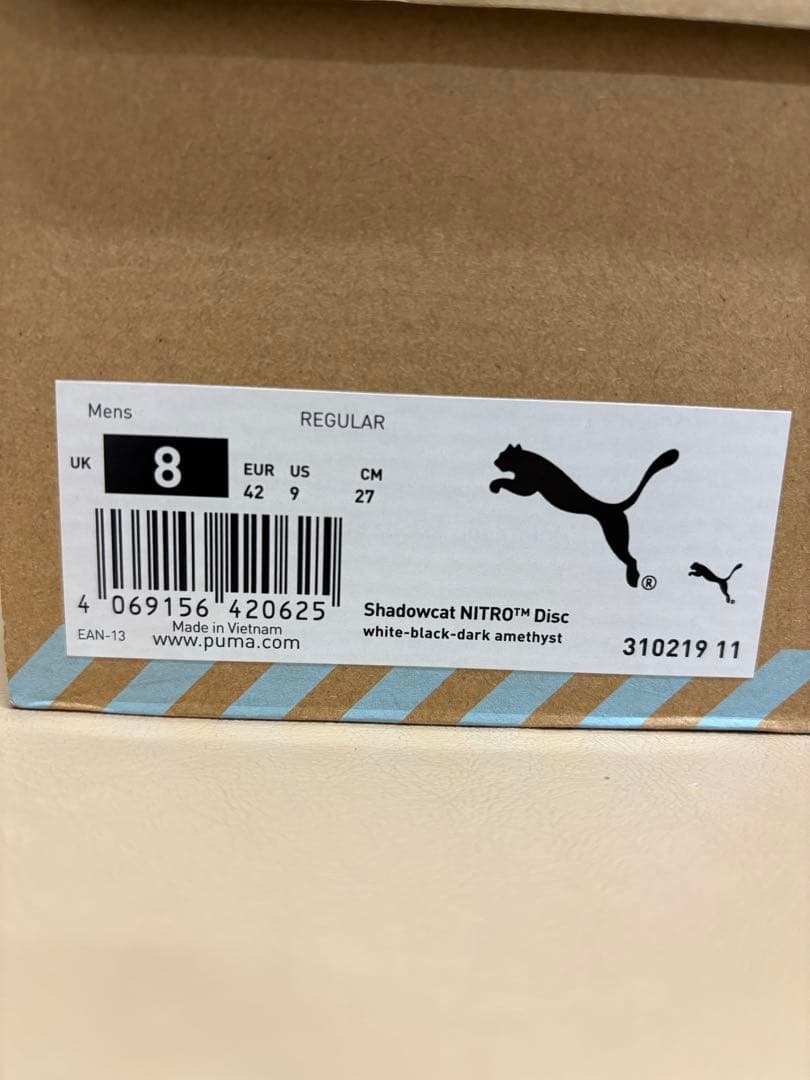 Mens
REGULAR
UK 8
EUR US CM
42 9 27
4 069156 420625
EAN-13
Made in Vietnam
www.puma.com
®
Shadowcat NITRO™ Disc
white-black-dark amethyst
310219 11